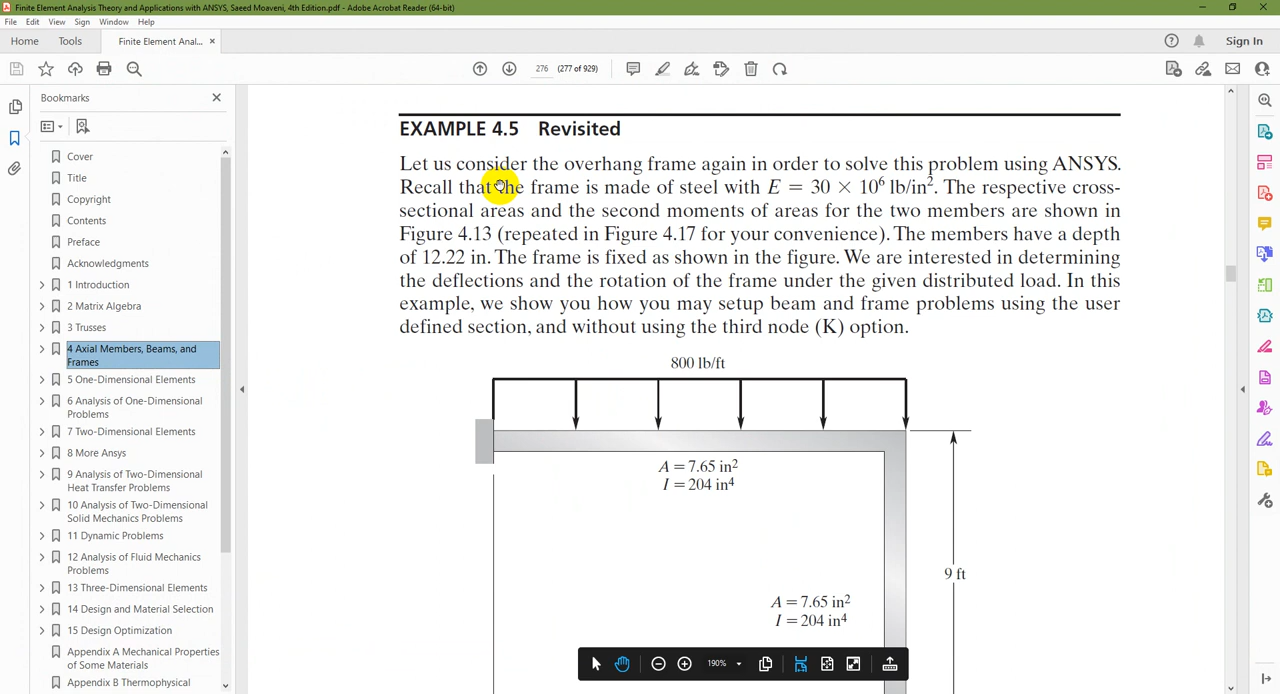 Finite Element Analysis Theory and Applications with ANSYS, Saeed Moaveni, 4th Edition.pdf - Adobe Acrobat Reader (64-bit)
File Edit View Sign Window Help
Home Tools Finite Element Anal... × Sign In
276 (277 of 929)
Bookmarks
Cover
Title
Copyright
Contents
Preface
Acknowledgments
1 Introduction
2 Matrix Algebra
3 Trusses
4 Axial Members, Beams, and
Frames
5 One-Dimensional Elements
6 Analysis of One-Dimensional
Problems
7 Two-Dimensional Elements
8 More Ansys
9 Analysis of Two-Dimensional
Heat Transfer Problems
10 Analysis of Two-Dimensional
Solid Mechanics Problems
11 Dynamic Problems
12 Analysis of Fluid Mechanics
Problems
13 Three-Dimensional Elements
14 Design and Material Selection
15 Design Optimization
Appendix A Mechanical Properties
of Some Materials
Appendix B Thermophysical
EXAMPLE 4.5 Revisited
Let us consider the overhang frame again in order to solve this problem using ANSYS.
Recall that the frame is made of steel with E = 30 × 10⁶ lb/in². The respective cross-
sectional areas and the second moments of areas for the two members are shown in
Figure 4.13 (repeated in Figure 4.17 for your convenience). The members have a depth
of 12.22 in. The frame is fixed as shown in the figure. We are interested in determining
the deflections and the rotation of the frame under the given distributed load. In this
example, we show you how you may setup beam and frame problems using the user
defined section, and without using the third node (K) option.
800 lb/ft
A = 7.65 in²
I = 204 in⁴
9 ft
A = 7.65 in²
I = 204 in⁴
190%